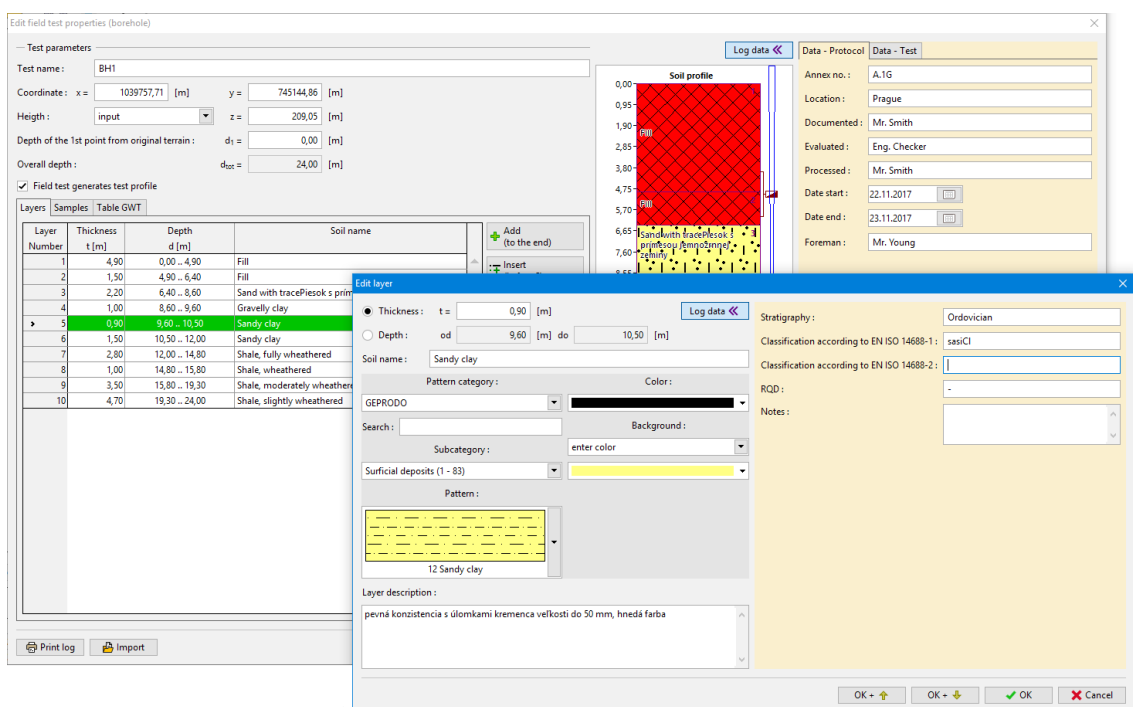 Edit field test properties (borehole)
Test parameters
Test name : BH1
Coordinate : x = 1039757,71 [m] y = 745144,86 [m]
Heigth : input z = 209,05 [m]
Depth of the 1st point from original terrain : d1 = 0,00 [m]
Overall depth : dtot = 24,00 [m]
Field test generates test profile
Layers Samples Table GWT
Layer Thickness Depth Soil name
Number t [m] d [m]
1 4,90 0,00 .. 4,90 Fill
2 1,50 4,90 .. 6,40 Fill
3 2,20 6,40 .. 8,60 Sand with tracePiesok s prím
4 1,00 8,60 .. 9,60 Gravelly clay
5 0,90 9,60 .. 10,50 Sandy clay
6 1,50 10,50 .. 12,00 Sandy clay
7 2,80 12,00 .. 14,80 Shale, fully wheathered
8 1,00 14,80 .. 15,80 Shale, wheathered
9 3,50 15,80 .. 19,30 Shale, moderately wheathere
10 4,70 19,30 .. 24,00 Shale, slightly wheathered
Add
(to the end)
Insert
Print log Import
Log data
Soil profile
0,00
0,95
1,90
Fill
2,85
3,80
4,75
Fill
5,70
6,65 Sand with tracePiesok s 3
prímesou jemnozrnnej
7,60 zeminy
8,55
Data - Protocol Data - Test
Annex no. : A.1G
Location : Prague
Documented : Mr. Smith
Evaluated : Eng. Checker
Processed : Mr. Smith
Date start : 22.11.2017
Date end : 23.11.2017
Foreman : Mr. Young
Edit layer
Thickness : t = 0,90 [m] Log data
Depth : od 9,60 [m] do 10,50 [m]
Soil name : Sandy clay
Pattern category : Color :
GEPRODO
Search : Background :
Subcategory : enter color
Surficial deposits (1 - 83)
Pattern :
12 Sandy clay
Layer description :
pevná konzistencia s úlomkami kremenca veľkosti do 50 mm, hnedá farba
Stratigraphy : Ordovician
Classification according to EN ISO 14688-1 : sasiCl
Classification according to EN ISO 14688-2 :
RQD : -
Notes :
OK + OK + OK Cancel